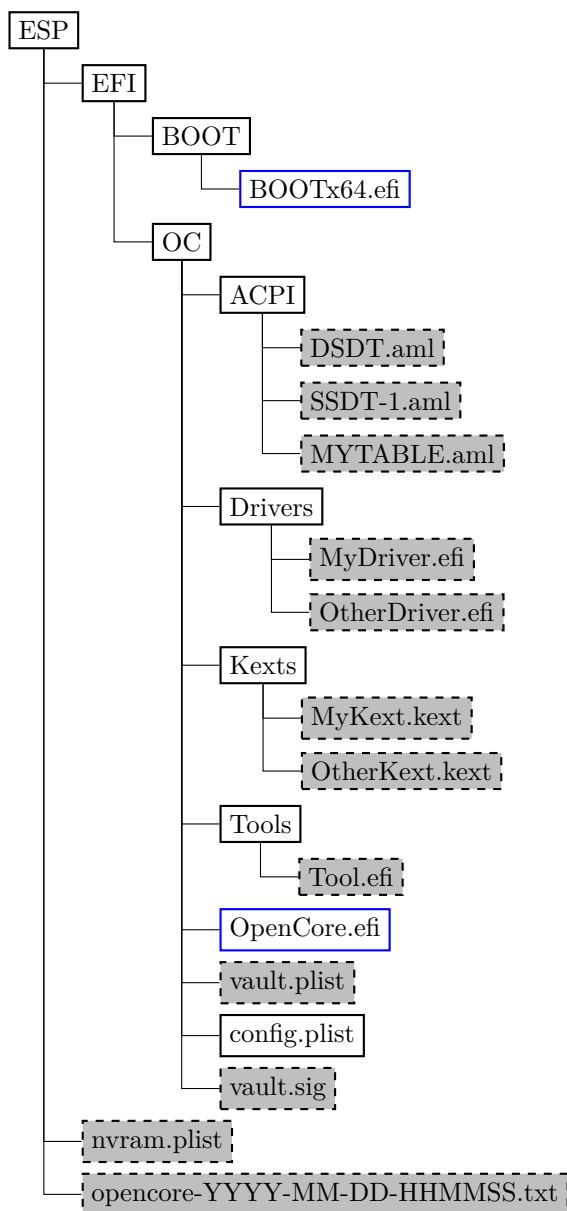 ESP
EFI
BOOT
BOOTx64.efi
OC
ACPI
DSDT.aml
SSDT-1.aml
MYTABLE.aml
Drivers
MyDriver.efi
OtherDriver.efi
Kexts
MyKext.kext
OtherKext.kext
Tools
Tool.efi
OpenCore.efi
vault.plist
config.plist
vault.sig
nvram.plist
opencore-YYYY-MM-DD-HHMMSS.txt